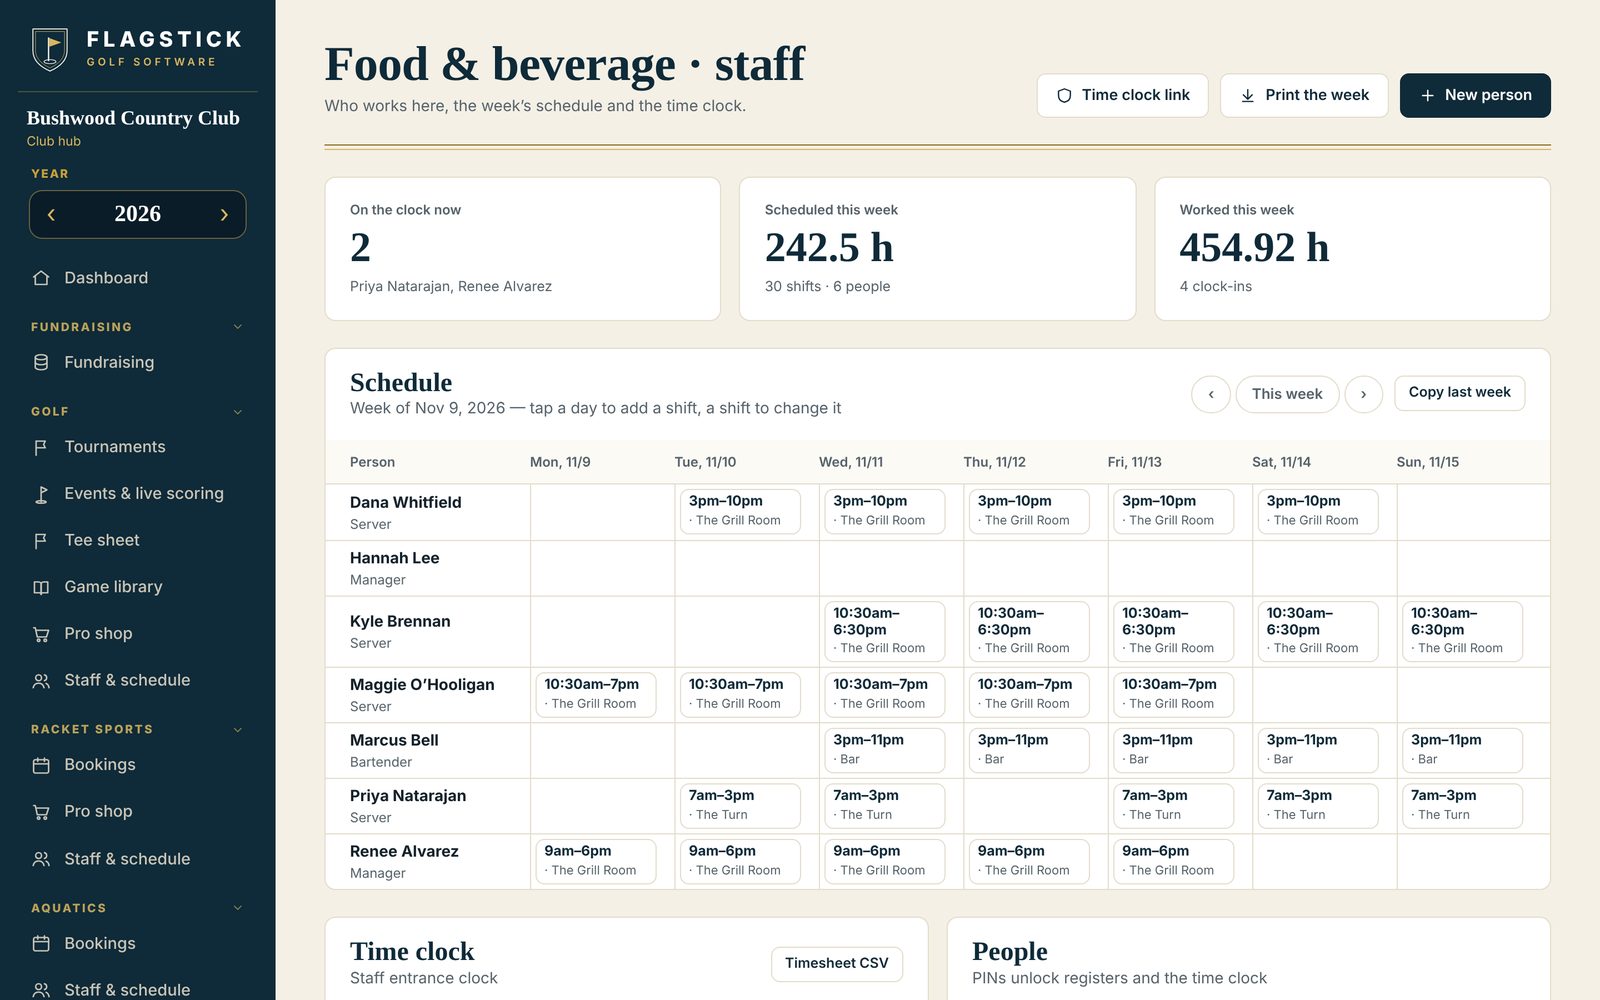 FLAGSTICK
GOLF SOFTWARE
Bushwood Country Club
Club hub
YEAR
‹ 2026 ›
Dashboard
FUNDRAISING
Fundraising
GOLF
Tournaments
Events & live scoring
Tee sheet
Game library
Pro shop
Staff & schedule
RACKET SPORTS
Bookings
Pro shop
Staff & schedule
AQUATICS
Bookings
Staff & schedule
Food & beverage · staff
Who works here, the week’s schedule and the time clock.
Time clock link
Print the week
+ New person
On the clock now
2
Priya Natarajan, Renee Alvarez
Scheduled this week
242.5 h
30 shifts · 6 people
Worked this week
454.92 h
4 clock-ins
Schedule
Week of Nov 9, 2026 — tap a day to add a shift, a shift to change it
‹ This week › Copy last week
Person Mon, 11/9 Tue, 11/10 Wed, 11/11 Thu, 11/12 Fri, 11/13 Sat, 11/14 Sun, 11/15
Dana Whitfield 3pm–10pm 3pm–10pm 3pm–10pm 3pm–10pm 3pm–10pm
Server · The Grill Room · The Grill Room · The Grill Room · The Grill Room · The Grill Room
Hannah Lee
Manager
Kyle Brennan 10:30am– 10:30am– 10:30am– 10:30am– 10:30am–
6:30pm 6:30pm 6:30pm 6:30pm 6:30pm
Server · The Grill Room · The Grill Room · The Grill Room · The Grill Room · The Grill Room
Maggie O’Hooligan 10:30am–7pm 10:30am–7pm 10:30am–7pm 10:30am–7pm 10:30am–7pm
Server · The Grill Room · The Grill Room · The Grill Room · The Grill Room · The Grill Room
Marcus Bell 3pm–11pm 3pm–11pm 3pm–11pm 3pm–11pm 3pm–11pm
Bartender · Bar · Bar · Bar · Bar · Bar
Priya Natarajan 7am–3pm 7am–3pm 7am–3pm 7am–3pm 7am–3pm
Server · The Turn · The Turn · The Turn · The Turn · The Turn
Renee Alvarez 9am–6pm 9am–6pm 9am–6pm 9am–6pm 9am–6pm
Manager · The Grill Room · The Grill Room · The Grill Room · The Grill Room · The Grill Room
Time clock
Staff entrance clock
Timesheet CSV
People
PINs unlock registers and the time clock